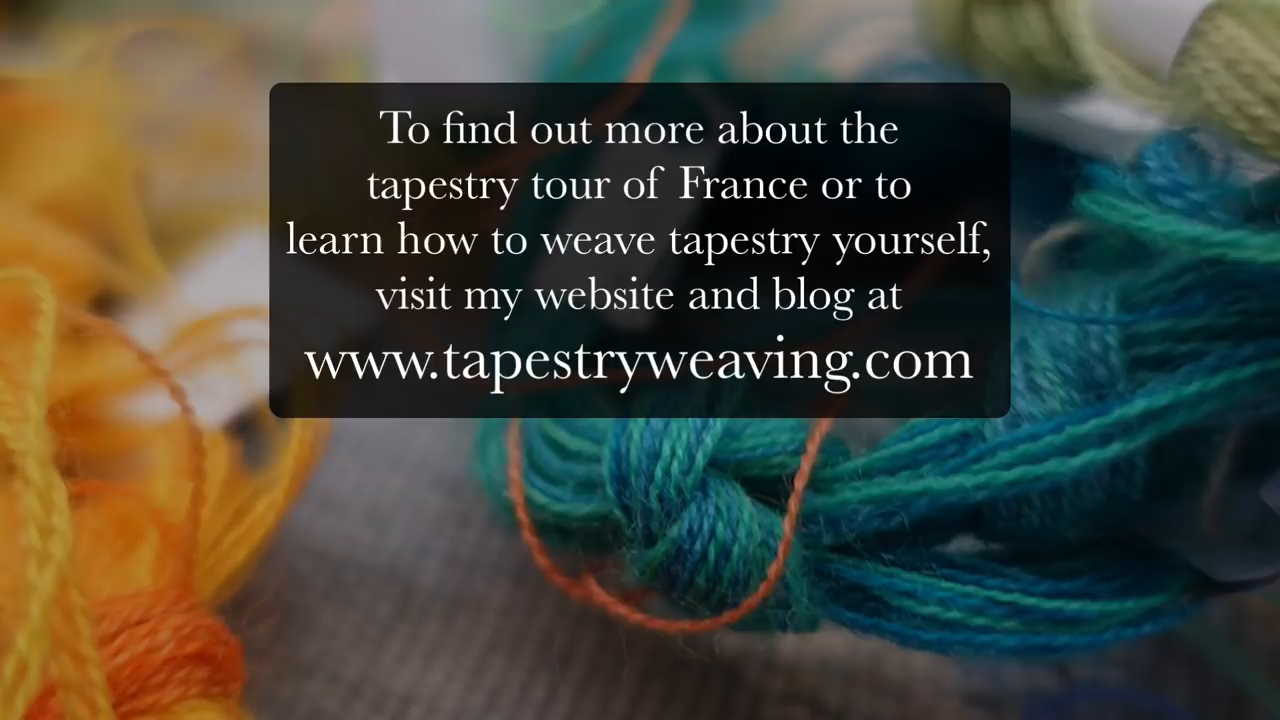 To find out more about the
tapestry tour of France or to
learn how to weave tapestry yourself,
visit my website and blog at
www.tapestryweaving.com